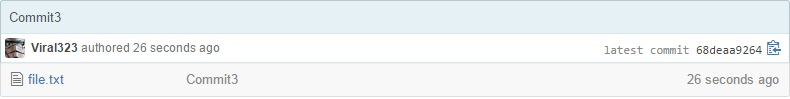 Commit3
Viral323 authored 26 seconds ago
latest commit 68deaa9264
file.txt Commit3 26 seconds ago